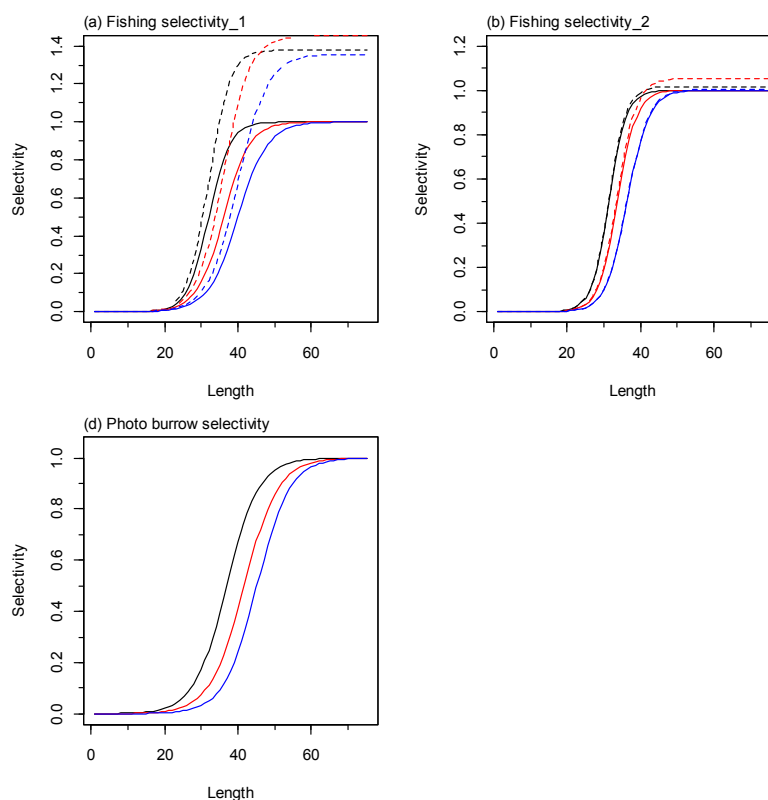 (a) Fishing selectivity_1
Selectivity
0.0 0.2 0.4 0.6 0.8 1.0 1.2 1.4
0 20 40 60
Length
(b) Fishing selectivity_2
Selectivity
0.0 0.2 0.4 0.6 0.8 1.0 1.2
0 20 40 60
Length
(d) Photo burrow selectivity
Selectivity
0.0 0.2 0.4 0.6 0.8 1.0
0 20 40 60
Length